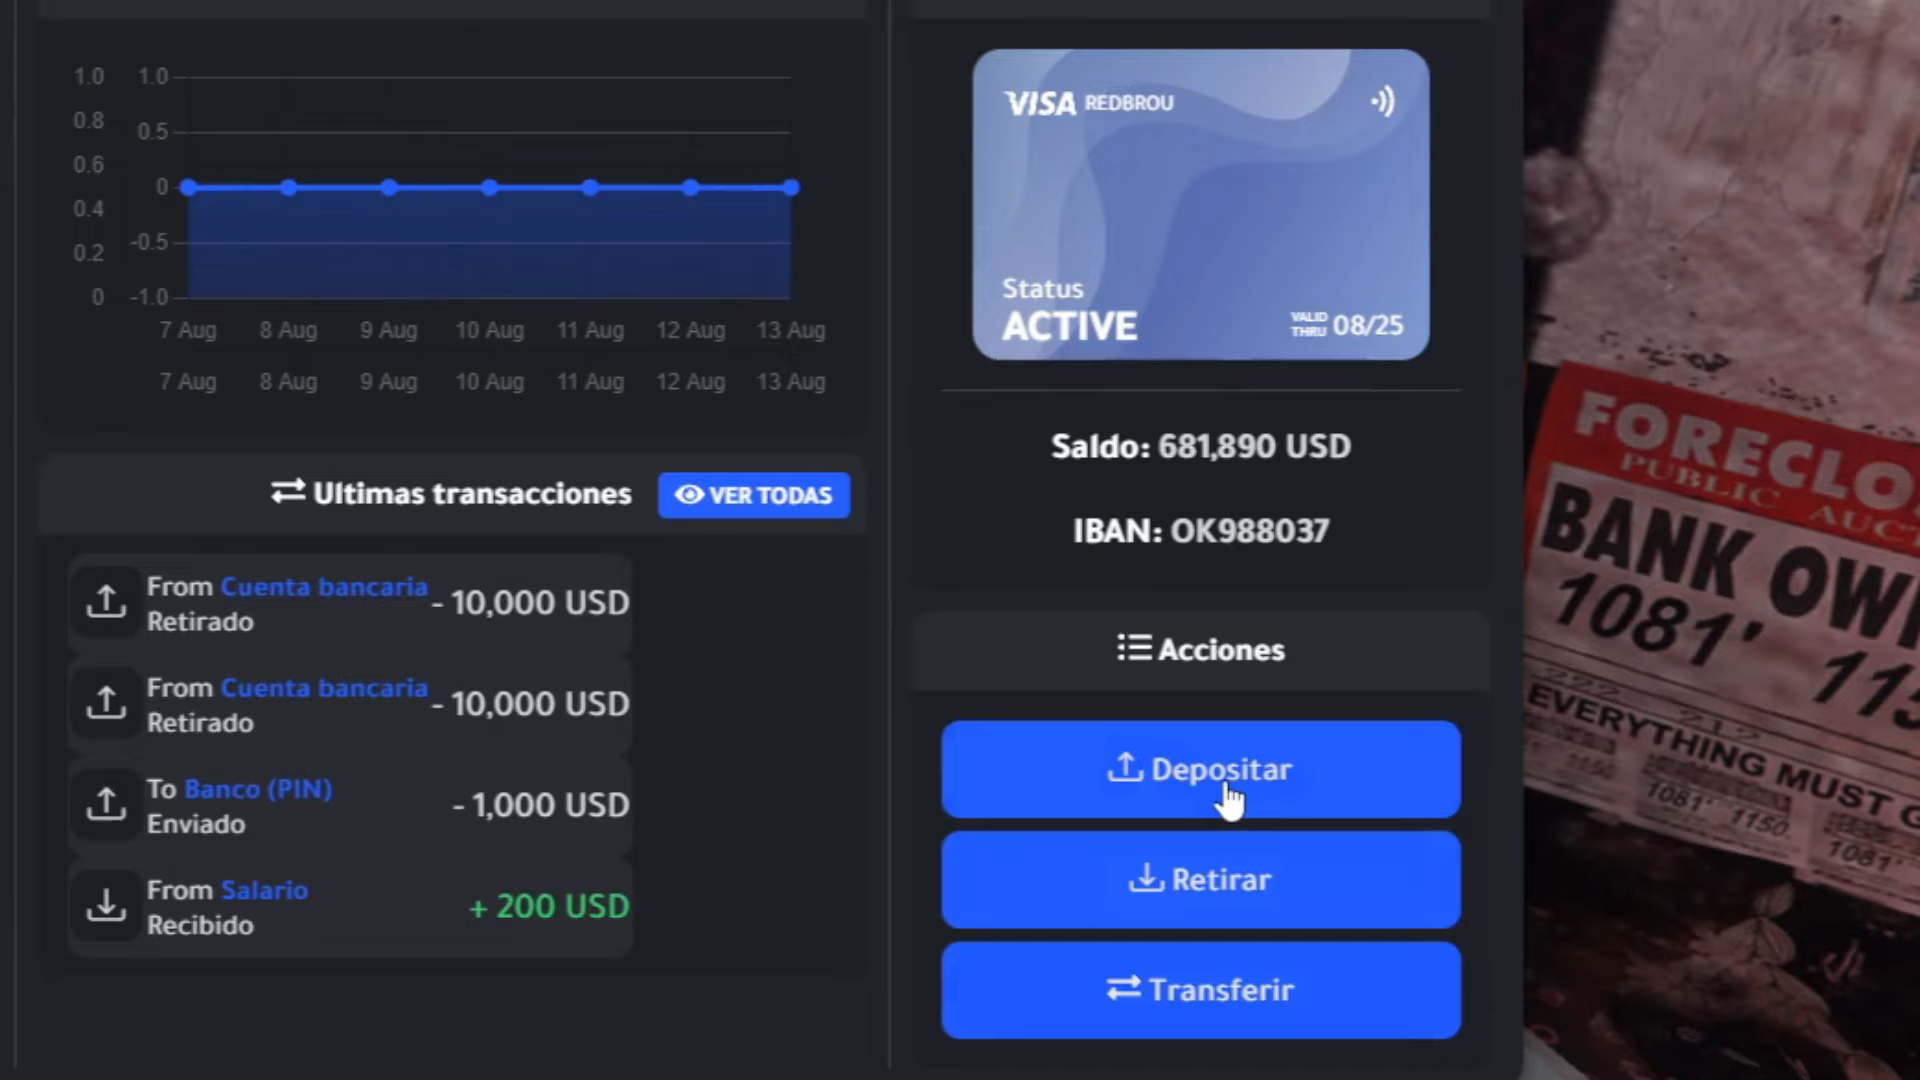 1.0
0.8
0.6
0.4
0.2
0
1.0
0.5
0
-0.5
-1.0
7 Aug 8 Aug 9 Aug 10 Aug 11 Aug 12 Aug 13 Aug
7 Aug 8 Aug 9 Aug 10 Aug 11 Aug 12 Aug 13 Aug
Ultimas transacciones VER TODAS
From Cuenta bancaria
Retirado
- 10,000 USD
From Cuenta bancaria
Retirado
- 10,000 USD
To Banco (PIN)
Enviado
- 1,000 USD
From Salario
Recibido
+ 200 USD
VISA REDBROU
Status
ACTIVE
VALID
THRU 08/25
Saldo: 681,890 USD
IBAN: OK988037
Acciones
Depositar
Retirar
Transferir
PUBLIC
BANK
1081'
EVERYTHING MUST
1081' 1150
1081'